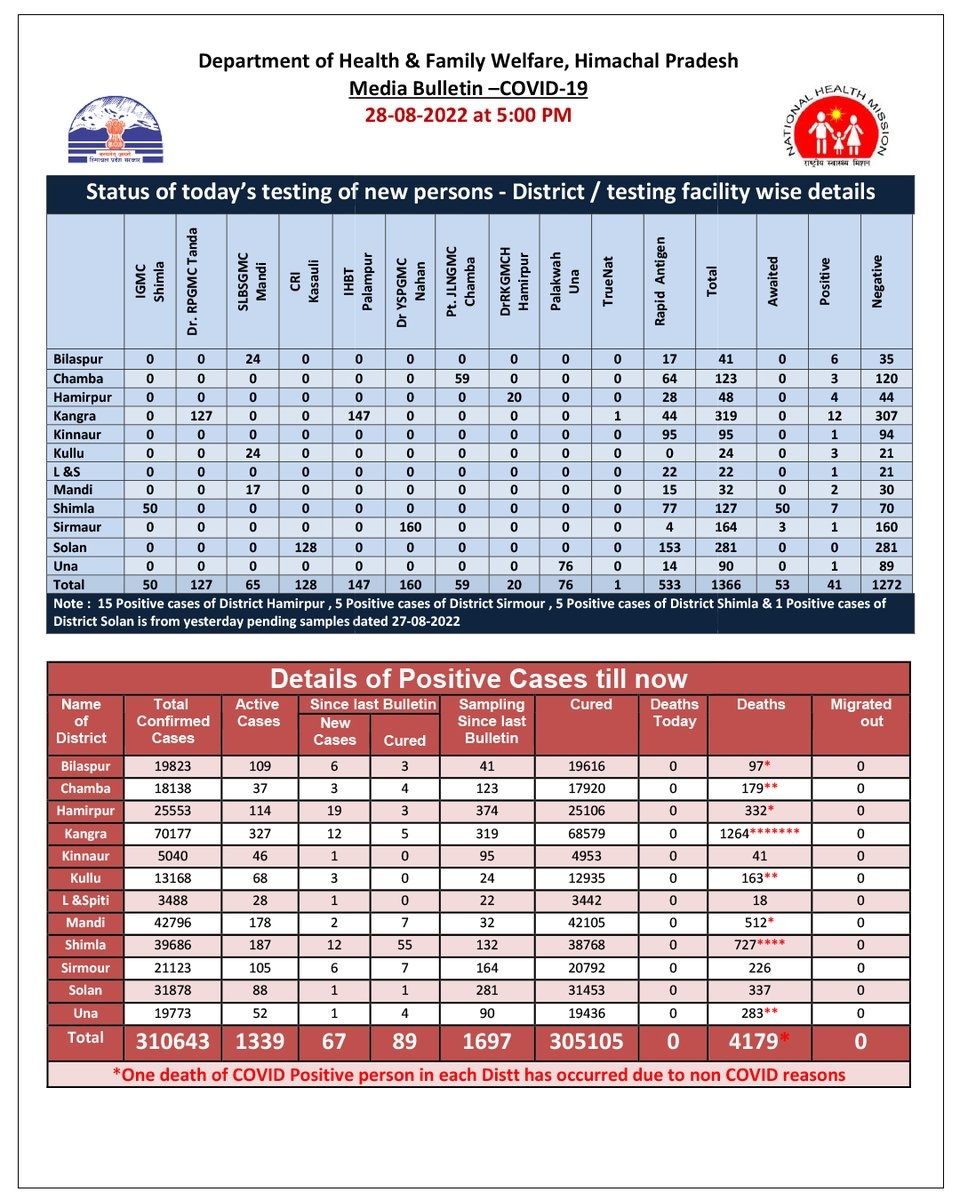 Department of Health & Family Welfare, Himachal Pradesh
Media Bulletin –COVID-19
28-08-2022 at 5:00 PM
हिमाचल प्रदेश सरकार
NATIONAL HEALTH MISSION
राष्ट्रीय स्वास्थ्य मिशन
Status of today's testing of new persons - District / testing facility wise details
IGMC Shimla Dr. RPGMC Tanda SLBSGMC Mandi CRI Kasauli IHBT Palampur Dr YSPGMC Nahan Pt. JLNGMC Chamba DrRKGMCH Hamirpur Palakwah Una TrueNat Rapid Antigen Total Awaited Positive Negative
Bilaspur 0 0 24 0 0 0 0 0 0 0 17 41 0 6 35
Chamba 0 0 0 0 0 0 59 0 0 0 64 123 0 3 120
Hamirpur 0 0 0 0 0 0 0 20 0 0 28 48 0 4 44
Kangra 0 127 0 0 147 0 0 0 0 1 44 319 0 12 307
Kinnaur 0 0 0 0 0 0 0 0 0 0 95 95 0 1 94
Kullu 0 0 24 0 0 0 0 0 0 0 0 24 0 3 21
L &S 0 0 0 0 0 0 0 0 0 0 22 22 0 1 21
Mandi 0 0 17 0 0 0 0 0 0 0 15 32 0 2 30
Shimla 50 0 0 0 0 0 0 0 0 0 77 127 50 7 70
Sirmaur 0 0 0 0 0 160 0 0 0 0 4 164 3 1 160
Solan 0 0 0 128 0 0 0 0 0 0 153 281 0 0 281
Una 0 0 0 0 0 0 0 0 76 0 14 90 0 1 89
Total 50 127 65 128 147 160 59 20 76 1 533 1366 53 41 1272
Note : 15 Positive cases of District Hamirpur , 5 Positive cases of District Sirmour , 5 Positive cases of District Shimla & 1 Positive cases of
District Solan is from yesterday pending samples dated 27-08-2022
Details of Positive Cases till now
Name of District Total Confirmed Cases Active Cases Since last Bulletin New Cases Cured Sampling Since last Bulletin Cured Deaths Today Deaths Migrated out
Bilaspur 19823 109 6 3 41 19616 0 97* 0
Chamba 18138 37 3 4 123 17920 0 179** 0
Hamirpur 25553 114 19 3 374 25106 0 332* 0
Kangra 70177 327 12 5 319 68579 0 1264******* 0
Kinnaur 5040 46 1 0 95 4953 0 41 0
Kullu 13168 68 3 0 24 12935 0 163** 0
L &Spiti 3488 28 1 0 22 3442 0 18 0
Mandi 42796 178 2 7 32 42105 0 512* 0
Shimla 39686 187 12 55 132 38768 0 727**** 0
Sirmour 21123 105 6 7 164 20792 0 226 0
Solan 31878 88 1 1 281 31453 0 337 0
Una 19773 52 1 4 90 19436 0 283** 0
Total 310643 1339 67 89 1697 305105 0 4179* 0
*One death of COVID Positive person in each Distt has occurred due to non COVID reasons